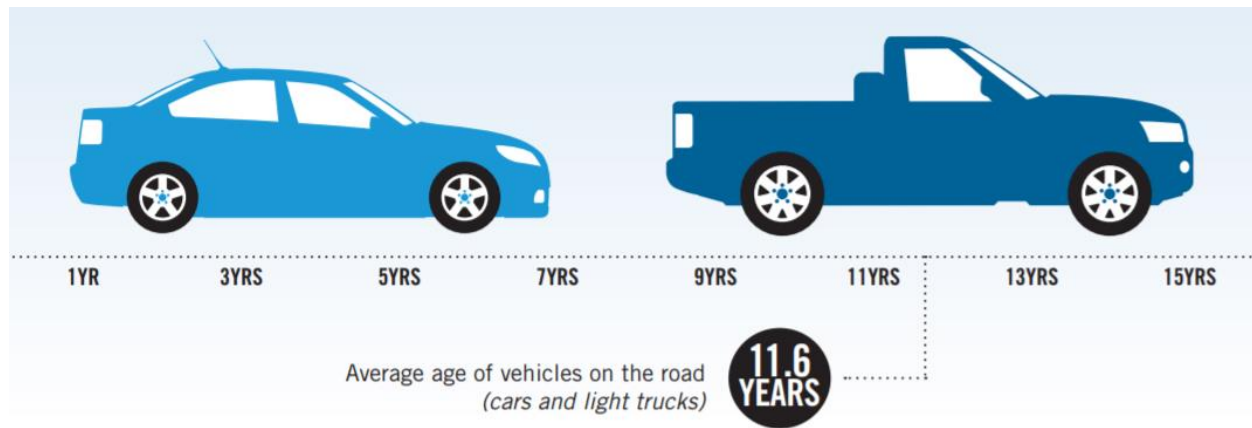 1YR 3YRS 5YRS 7YRS 9YRS 11YRS 13YRS 15YRS
Average age of vehicles on the road
(cars and light trucks)
11.6
YEARS